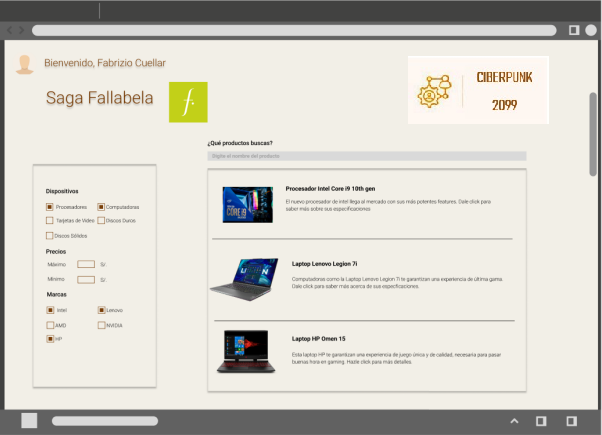 Bienvenido, Fabrizio Cuellar
Saga Fallabela
f.
CIBERPUNK
2099
¿Qué productos buscas?
Digite el nombre del producto
Dispositivos
Procesadores
Computadoras
Tarjetas de Video
Discos Duros
Discos Sólidos
Precios
Máximo
S/
Mínimo
S/
Marcas
Intel
Lenovo
AMD
NVIDIA
HP
CORE i9
Procesador Intel Core i9 10th gen
El nuevo procesador de intel llega al mercado con sus más potentes features. Dale click para
saber más sobre sus especificaciones
Laptop Lenovo Legion 7i
Computadoras como la Laptop Lenovo Legion 7i te garantizan una experiencia de última gama.
Dale click para saber más acerca de sus especificaciones.
Laptop HP Omen 15
Esta laptop HP te garantizan una experiencia de juego única y de calidad, necesaria para pasar
buenas hora en gaming. Hazle click para más detalles.